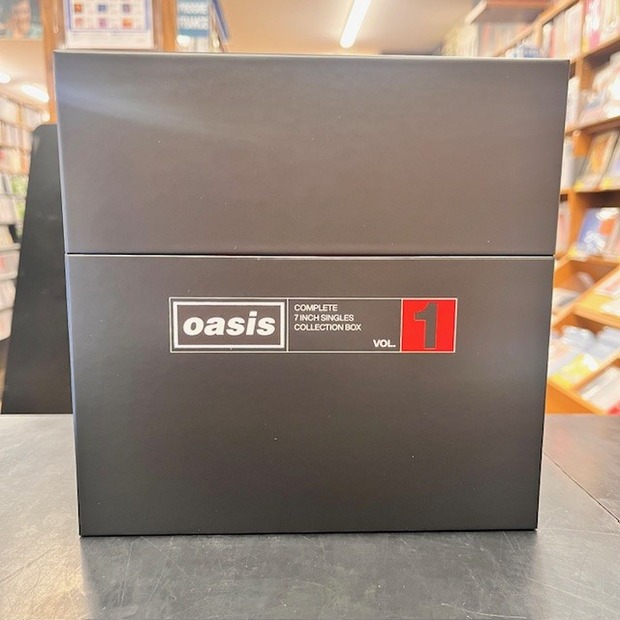 oasis
COMPLETE
7 INCH SINGLES
COLLECTION BOX
VOL. 1